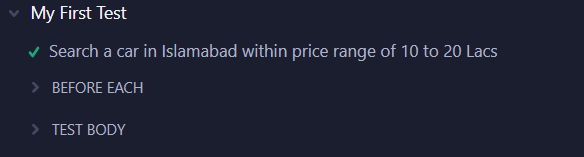 My First Test
Search a car in Islamabad within price range of 10 to 20 Lacs
BEFORE EACH
TEST BODY